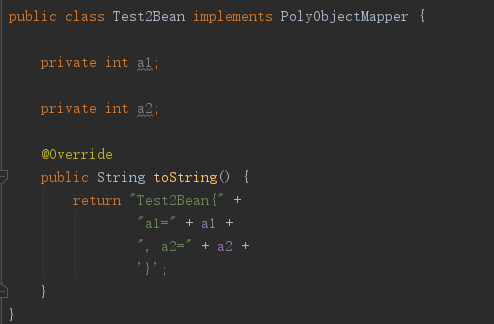 public class Test2Bean implements PolyObjectMapper {
private int a1;
private int a2;
@Override
public String toString() {
return "Test2Bean{" +
"a1=" + a1 +
", a2=" + a2 +
'}';
}
}